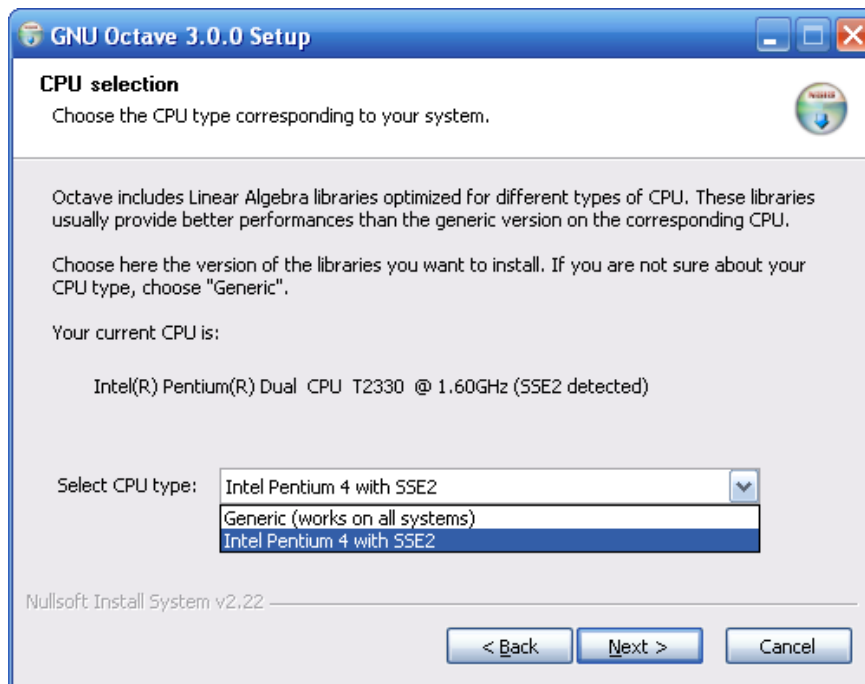 GNU Octave 3.0.0 Setup
CPU selection
Choose the CPU type corresponding to your system.
Octave includes Linear Algebra libraries optimized for different types of CPU. These libraries
usually provide better performances than the generic version on the corresponding CPU.
Choose here the version of the libraries you want to install. If you are not sure about your
CPU type, choose "Generic".
Your current CPU is:
Intel(R) Pentium(R) Dual CPU T2330 @ 1.60GHz (SSE2 detected)
Select CPU type: Intel Pentium 4 with SSE2
Generic (works on all systems)
Intel Pentium 4 with SSE2
Nullsoft Install System v2.22
< Back Next > Cancel